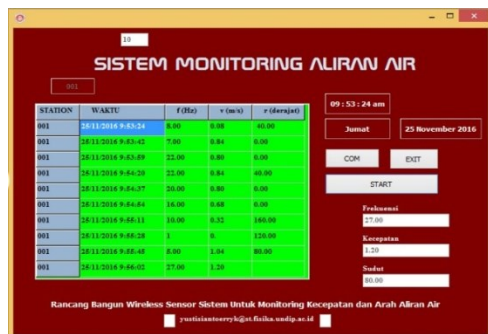 10
SISTEM MONITORING ALIRAN AIR
001
09 : 53 : 24 am
Jumat
25 November 2016
STATION WAKTU f (Hz) v (m/s) r (derajat)
001 25/11/2016 9:53:24 8.00 0.08 40.00
001 25/11/2016 9:53:42 7.00 0.84 0.00
001 25/11/2016 9:53:59 22.00 0.80 0.00
001 25/11/2016 9:54:20 22.00 0.84 40.00
001 25/11/2016 9:54:37 20.00 0.80 0.00
001 25/11/2016 9:54:54 16.00 0.68 0.00
001 25/11/2016 9:55:11 10.00 0.32 160.00
001 25/11/2016 9:55:28 1 0. 120.00
001 25/11/2016 9:55:45 8.00 1.04 80.00
001 25/11/2016 9:56:02 27.00 1.20
COM
EXIT
START
Frekuensi
27.00
Kecepatan
1.20
Sudut
80.00
Rancang Bangun Wireless Sensor Sistem Untuk Monitoring Kecepatan dan Arah Aliran Air
yustisiantoerryk@st.fisika.undip.ac.id